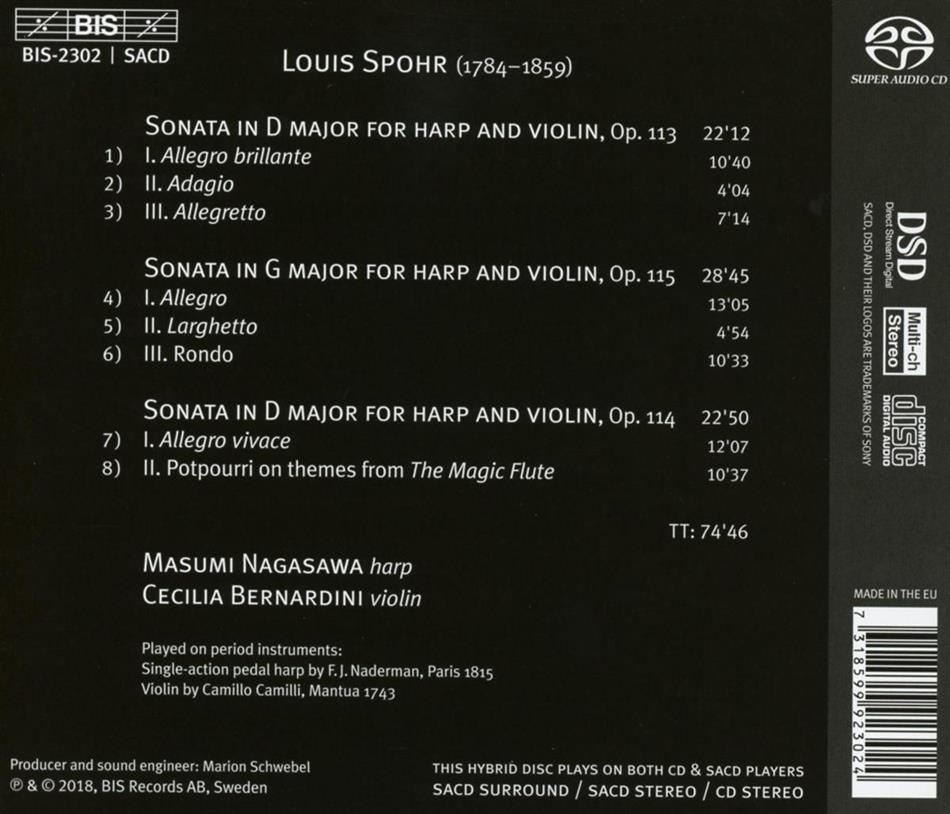 BIS
BIS-2302 | SACD
LOUIS SPOHR (1784–1859)
SUPER AUDIO CD
SONATA IN D MAJOR FOR HARP AND VIOLIN, Op. 113 22'12
1) I. Allegro brillante 10'40
2) II. Adagio 4'04
3) III. Allegretto 7'14
SONATA IN G MAJOR FOR HARP AND VIOLIN, Op. 115 28'45
4) I. Allegro 13'05
5) II. Larghetto 4'54
6) III. Rondo 10'33
SONATA IN D MAJOR FOR HARP AND VIOLIN, Op. 114 22'50
7) I. Allegro vivace 12'07
8) II. Potpourri on themes from The Magic Flute 10'37
TT: 74'46
MASUMI NAGASAWA harp
CECILIA BERNARDINI violin
Played on period instruments:
Single-action pedal harp by F. J. Naderman, Paris 1815
Violin by Camillo Camilli, Mantua 1743
Producer and sound engineer: Marion Schwebel
℗ & © 2018, BIS Records AB, Sweden
THIS HYBRID DISC PLAYS ON BOTH CD & SACD PLAYERS
SACD SURROUND / SACD STEREO / CD STEREO
DSD
Direct Stream Digital
SACD, DSD AND THEIR LOGOS ARE TRADEMARKS OF SONY
Multi-ch
Stereo
COMPACT
disc
DIGITAL AUDIO
MADE IN THE EU
7 318599 923024